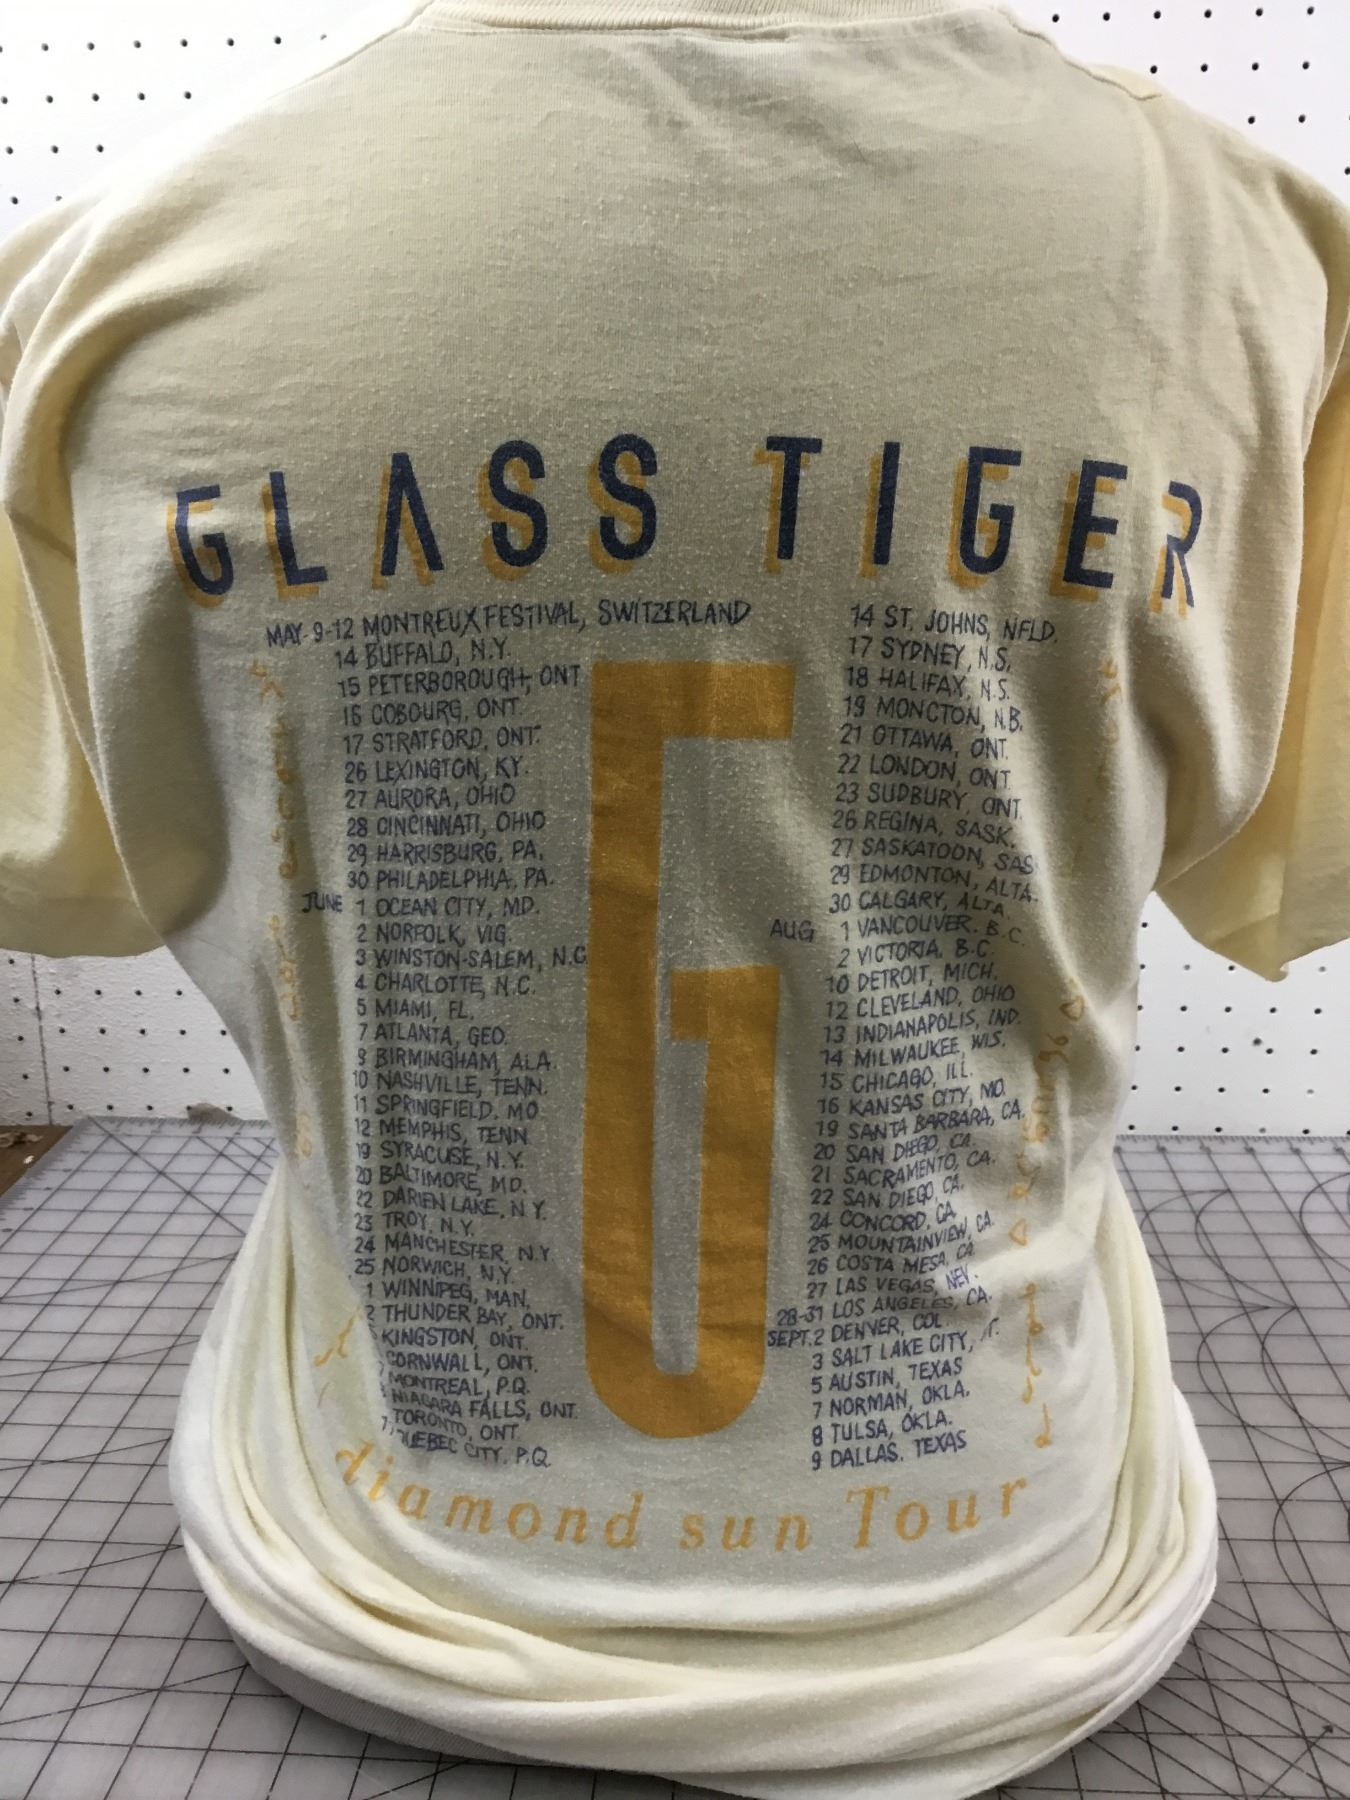 GLASS TIGER
MAY-9-12 MONTREUX FESTIVAL, SWITZERLAND
14 BUFFALO, N.Y.
15 PETERBOROUGH, ONT
16 COBOURG, ONT.
17 STRATFORD, ONT.
26 LEXINGTON, KY.
27 AURORA, OHIO
28 CINCINNATI, OHIO
29 HARRISBURG, PA.
30 PHILADELPHIA, PA.
JUNE 1 OCEAN CITY, MD.
2 NORFOLK, VIG.
3 WINSTON-SALEM, N.C.
4 CHARLOTTE, N.C.
5 MIAMI, FL.
7 ATLANTA, GEO.
9 BIRMINGHAM, ALA.
10 NASHVILLE, TENN.
11 SPRINGFIELD, MO
12 MEMPHIS, TENN
19 SYRACUSE, N.Y.
20 BALTIMORE, MD.
22 DARIEN LAKE, N.Y.
23 TROY, N.Y.
24 MANCHESTER, N.Y.
25 NORWICH, N.Y.
1 WINNIPEG, MAN.
2 THUNDER BAY, ONT.
KINGSTON, ONT.
CORNWALL, ONT.
MONTREAL, P.Q.
NIAGARA FALLS, ONT.
TORONTO, ONT.
QUEBEC CITY, P.Q.
14 ST. JOHNS, NFLD.
17 SYDNEY, N.S.
18 HALIFAX, N.S.
19 MONCTON, N.B.
21 OTTAWA, ONT.
22 LONDON, ONT
23 SUDBURY, ONT.
26 REGINA, SASK.
27 SASKATOON, SAS
29 EDMONTON, ALTA.
30 CALGARY, ALTA.
AUG 1 VANCOUVER. B.C.
2 VICTORIA, B.C.
10 DETROIT, MICH.
12 CLEVELAND, OHIO
13 INDIANAPOLIS, IND.
14 MILWAUKEE, WIS.
15 CHICAGO, ILL.
16 KANSAS CITY, MO.
19 SANTA BARBARA, CA.
20 SAN DIEGO, CA.
21 SACRAMENTO, CA.
22 SAN DIEGO, CA.
24 CONCORD, CA.
25 MOUNTAINVIEW, CA.
26 COSTA MESA, CA.
27 LAS VEGAS, NEV.
28-31 LOS ANGELES, CA.
SEPT. 2 DENVER, COL.
3 SALT LAKE CITY,
5 AUSTIN, TEXAS
7 NORMAN, OKLA.
8 TULSA, OKLA.
9 DALLAS, TEXAS
G
diamond sun Tour